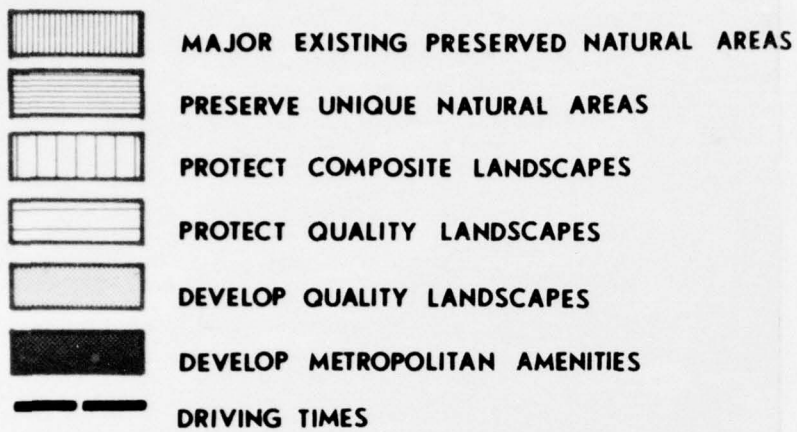 MAJOR EXISTING PRESERVED NATURAL AREAS
PRESERVE UNIQUE NATURAL AREAS
PROTECT COMPOSITE LANDSCAPES
PROTECT QUALITY LANDSCAPES
DEVELOP QUALITY LANDSCAPES
DEVELOP METROPOLITAN AMENITIES
DRIVING TIMES